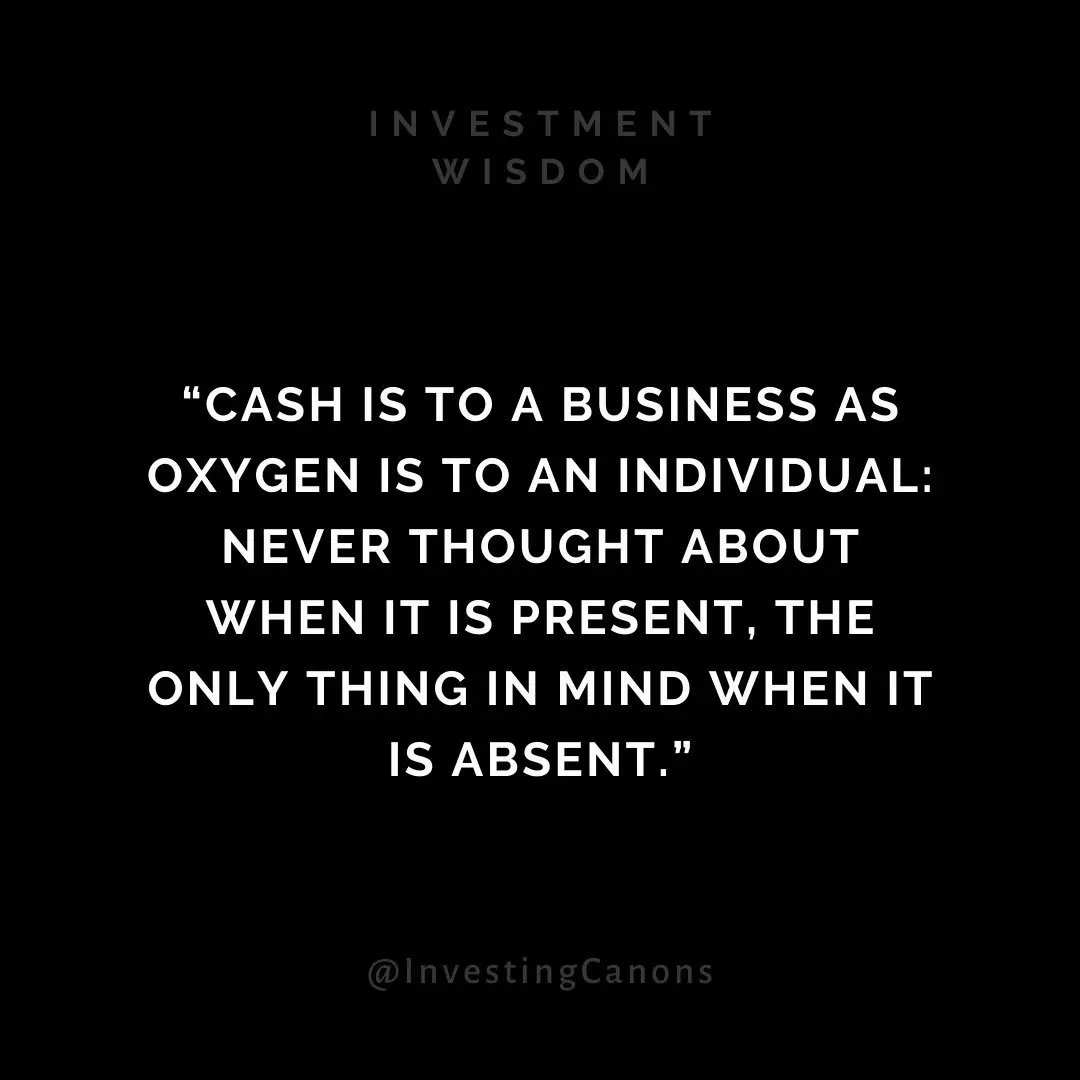 INVESTMENT
WISDOM
“CASH IS TO A BUSINESS AS
OXYGEN IS TO AN INDIVIDUAL:
NEVER THOUGHT ABOUT
WHEN IT IS PRESENT, THE
ONLY THING IN MIND WHEN IT
IS ABSENT.”
@InvestingCanons